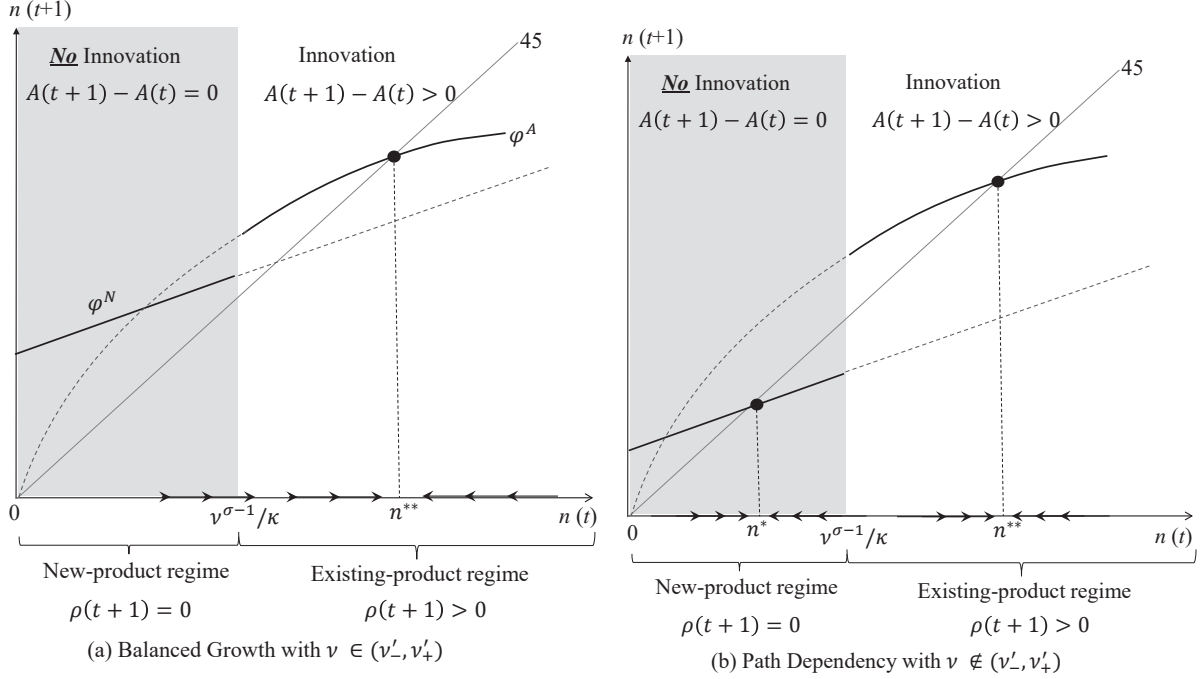 n (t+1)
45
No Innovation
Innovation
A(t + 1) − A(t) = 0
A(t + 1) − A(t) > 0
φ^A
φ^N
0
ν^{σ−1}/κ
n^{**}
n (t)
New-product regime
Existing-product regime
ρ(t + 1) = 0
ρ(t + 1) > 0
(a) Balanced Growth with ν ∈ (ν′_−, ν′_+)
n (t+1)
45
No Innovation
Innovation
A(t + 1) − A(t) = 0
A(t + 1) − A(t) > 0
0
n^*
ν^{σ−1}/κ
n^{**}
n (t)
New-product regime
Existing-product regime
ρ(t + 1) = 0
ρ(t + 1) > 0
(b) Path Dependency with ν ∉ (ν′_−, ν′_+)